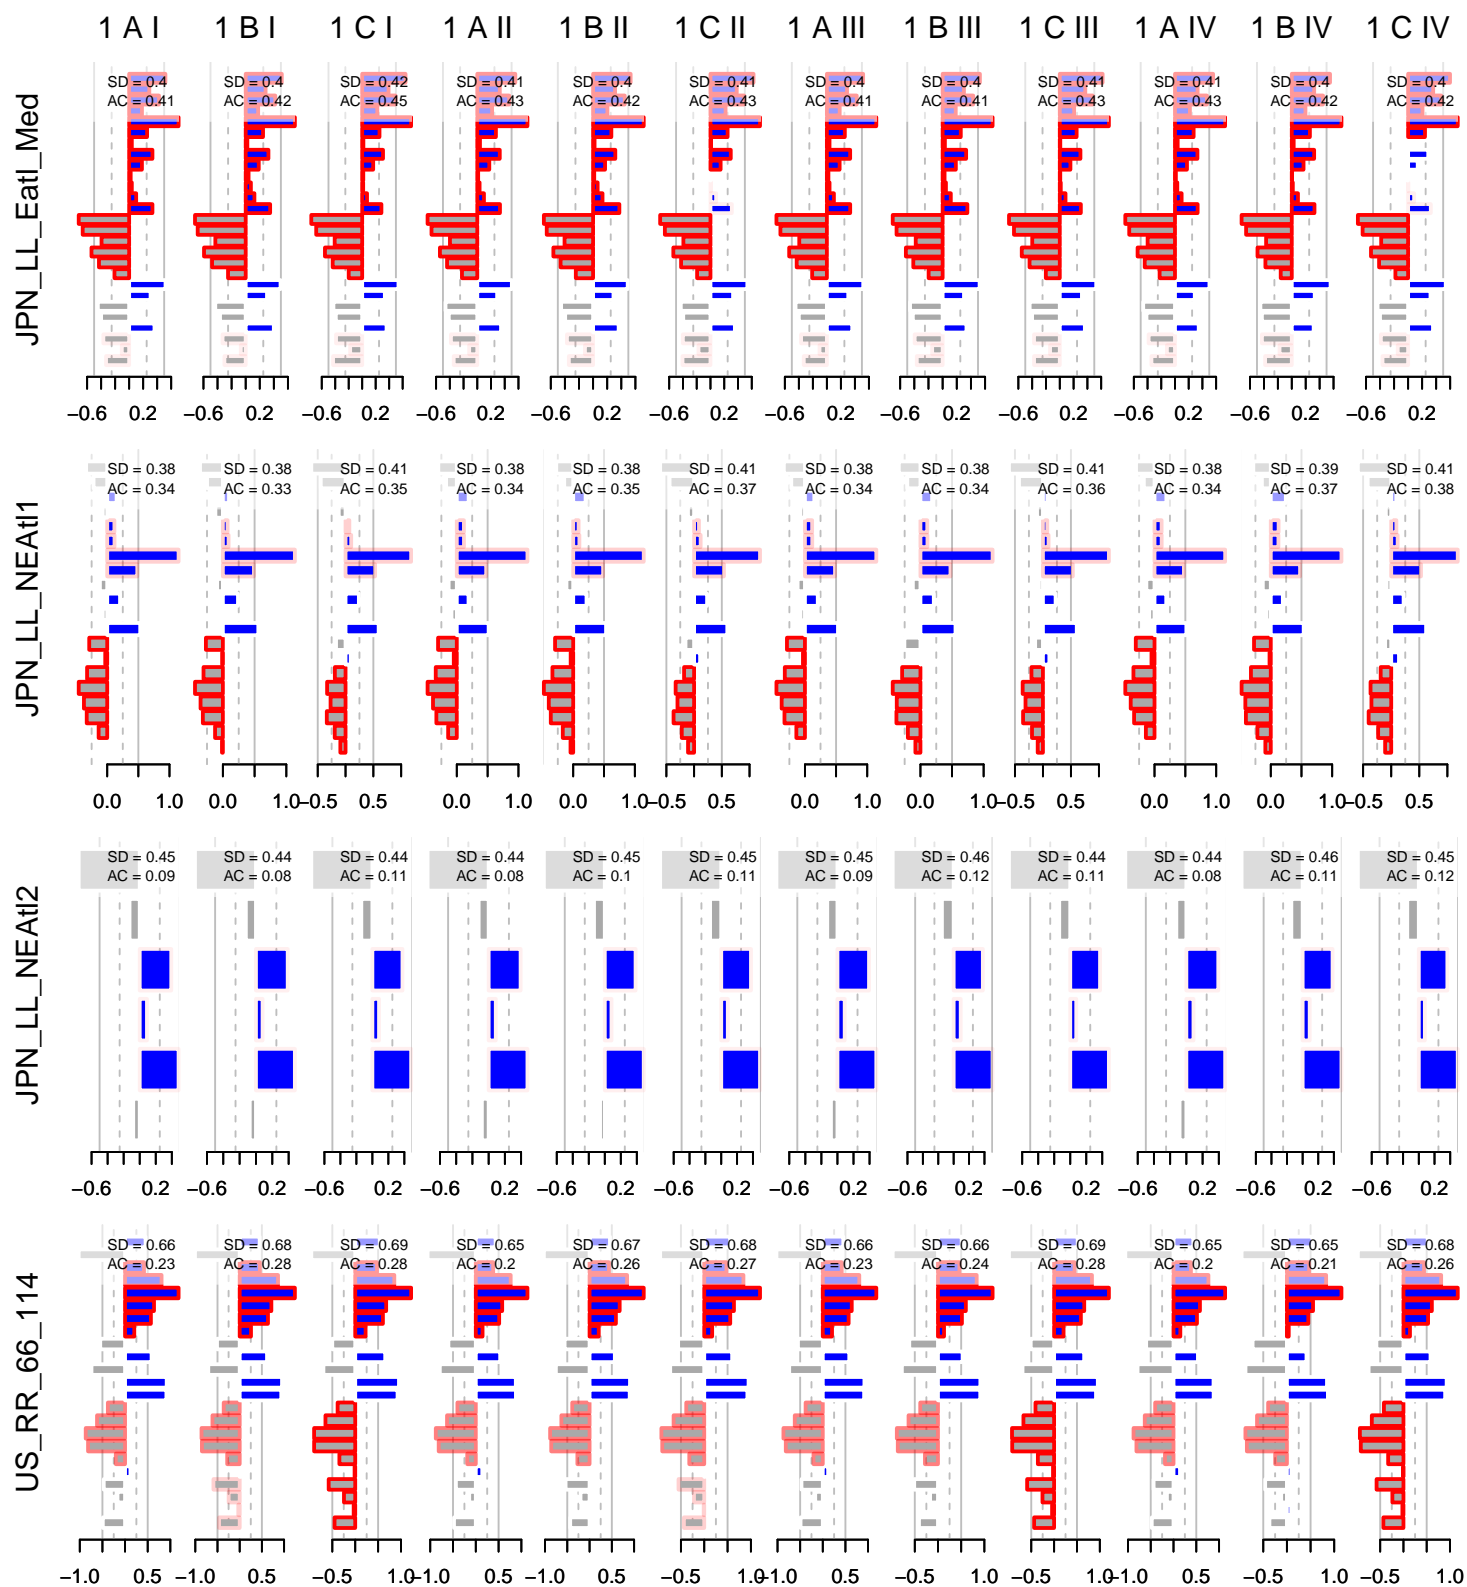 1 A I 1 B I 1 C I 1 A II 1 B II 1 C II 1 A III 1 B III 1 C III 1 A IV 1 B IV 1 C IV
JPN_LL_Eatl_Med
SD = 0.4 SD = 0.4 SD = 0.42 SD = 0.41 SD = 0.4 SD = 0.41 SD = 0.4 SD = 0.4 SD = 0.41 SD = 0.41 SD = 0.4 SD = 0.4
AC = 0.41 AC = 0.42 AC = 0.45 AC = 0.43 AC = 0.42 AC = 0.43 AC = 0.41 AC = 0.41 AC = 0.43 AC = 0.43 AC = 0.42 AC = 0.42
−0.6 0.2 −0.6 0.2 −0.6 0.2 −0.6 0.2 −0.6 0.2 −0.6 0.2 −0.6 0.2 −0.6 0.2 −0.6 0.2 −0.6 0.2 −0.6 0.2 −0.6 0.2
JPN_LL_NEAtl1
SD = 0.38 SD = 0.38 SD = 0.41 SD = 0.38 SD = 0.38 SD = 0.41 SD = 0.38 SD = 0.38 SD = 0.41 SD = 0.38 SD = 0.39 SD = 0.41
AC = 0.34 AC = 0.33 AC = 0.35 AC = 0.34 AC = 0.35 AC = 0.37 AC = 0.34 AC = 0.34 AC = 0.36 AC = 0.34 AC = 0.37 AC = 0.38
0.0 1.0 0.0 1.0 −0.5 0.5 0.0 1.0 0.0 1.0 0.0 1.0 0.0 1.0 0.0 1.0 −0.5 0.5 0.0 1.0 0.0 1.0 −0.5 0.5
JPN_LL_NEAtl2
SD = 0.45 SD = 0.44 SD = 0.44 SD = 0.44 SD = 0.45 SD = 0.45 SD = 0.45 SD = 0.46 SD = 0.44 SD = 0.44 SD = 0.46 SD = 0.45
AC = 0.09 AC = 0.08 AC = 0.11 AC = 0.08 AC = 0.1 AC = 0.11 AC = 0.09 AC = 0.12 AC = 0.11 AC = 0.08 AC = 0.11 AC = 0.12
−0.6 0.2 −0.6 0.2 −0.6 0.2 −0.6 0.2 −0.6 0.2 −0.6 0.2 −0.6 0.2 −0.6 0.2 −0.6 0.2 −0.6 0.2 −0.6 0.2 −0.6 0.2
US_RR_66_114
SD = 0.66 SD = 0.68 SD = 0.69 SD = 0.65 SD = 0.67 SD = 0.68 SD = 0.66 SD = 0.66 SD = 0.69 SD = 0.65 SD = 0.65 SD = 0.68
AC = 0.23 AC = 0.28 AC = 0.28 AC = 0.2 AC = 0.26 AC = 0.27 AC = 0.23 AC = 0.24 AC = 0.28 AC = 0.2 AC = 0.21 AC = 0.26
−1.0 0.5 −1.0 0.5 −0.5 1.0 −1.0 0.5 −1.0 0.5 −1.0 0.5 −1.0 0.5 −1.0 0.5 −0.5 1.0 −1.0 0.5 −1.0 0.5 −0.5 1.0